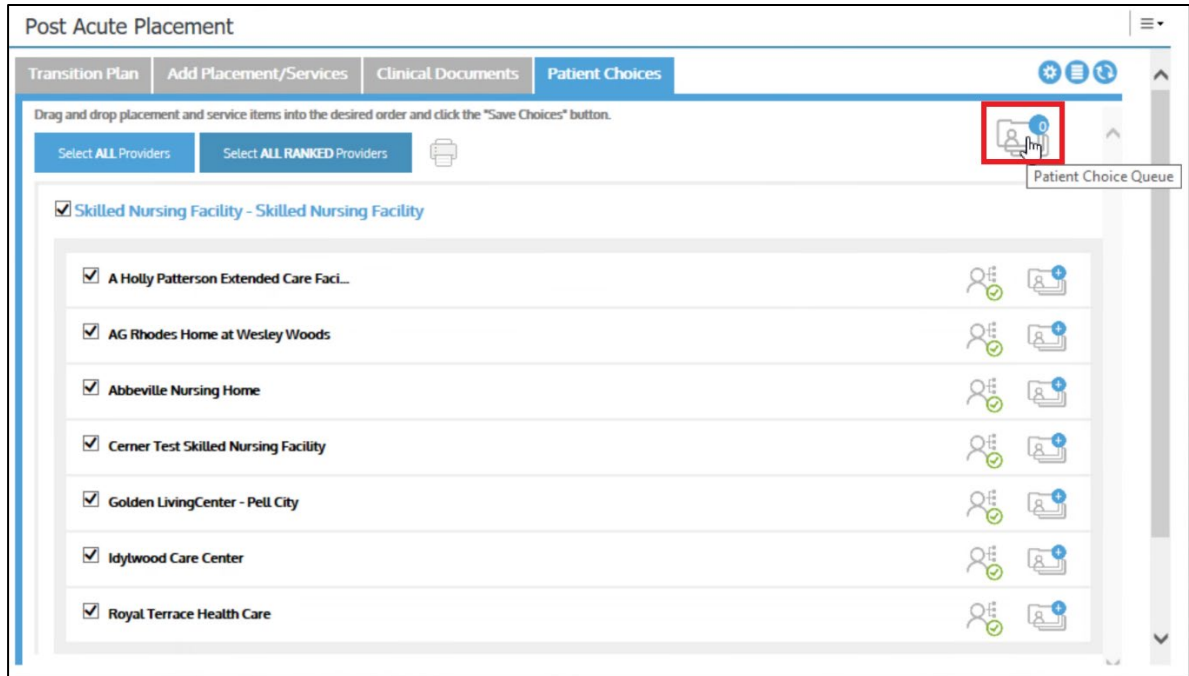 Post Acute Placement
Transition Plan Add Placement/Services Clinical Documents Patient Choices
Drag and drop placement and service items into the desired order and click the "Save Choices" button.
0
Select ALL Providers Select ALL RANKED Providers
Patient Choice Queue
Skilled Nursing Facility - Skilled Nursing Facility
A Holly Patterson Extended Care Faci...
AG Rhodes Home at Wesley Woods
Abbeville Nursing Home
Cerner Test Skilled Nursing Facility
Golden LivingCenter - Pell City
Idylwood Care Center
Royal Terrace Health Care